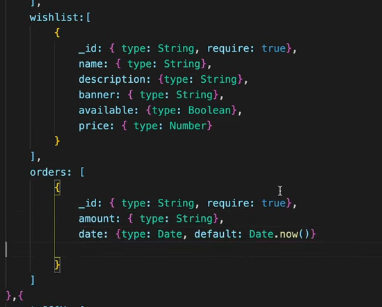 ],
wishlist:[
{
_id: { type: String, require: true},
name: { type: String},
description: {type: String},
banner: { type: String},
available: {type: Boolean},
price: { type: Number}
}
],
orders: [
{
_id: { type: String, require: true},
amount: { type: String},
date: {type: Date, default: Date.now()}
}
]
},{